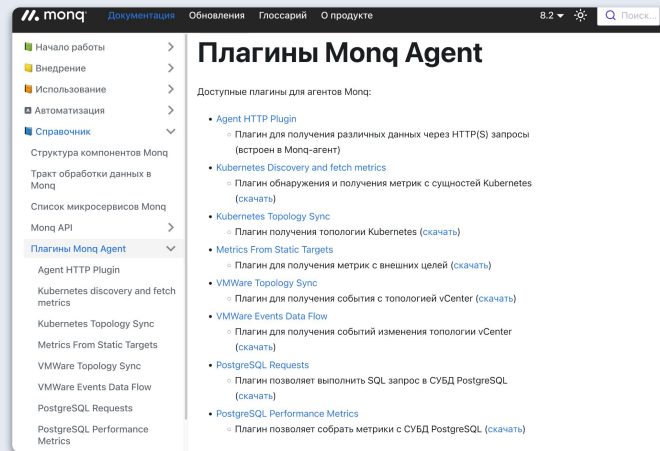 monq
Документация
Обновления
Глоссарий
О продукте
8.2
Поиск...
Начало работы
Внедрение
Использование
Автоматизация
Справочник
Структура компонентов Monq
Тракт обработки данных в
Monq
Список микросервисов Monq
Monq API
Плагины Monq Agent
Agent HTTP Plugin
Kubernetes discovery and fetch
metrics
Kubernetes Topology Sync
Metrics From Static Targets
VMWare Topology Sync
VMWare Events Data Flow
PostgreSQL Requests
PostgreSQL Performance
Metrics
Плагины Monq Agent
Доступные плагины для агентов Monq:
Agent HTTP Plugin
Плагин для получения различных данных через HTTP(S) запросы
(встроен в Monq-агент)
Kubernetes Discovery and fetch metrics
Плагин обнаружения и получения метрик с сущностей Kubernetes
(скачать)
Kubernetes Topology Sync
Плагин получения топологии Kubernetes (скачать)
Metrics From Static Targets
Плагин для получения метрик с внешних целей (скачать)
VMWare Topology Sync
Плагин для получения события с топологией vCenter (скачать)
VMWare Events Data Flow
Плагин для получения событий изменения топологии vCenter
(скачать)
PostgreSQL Requests
Плагин позволяет выполнить SQL запрос в СУБД PostgreSQL
(скачать)
PostgreSQL Performance Metrics
Плагин позволяет собрать метрики с СУБД PostgreSQL (скачать)